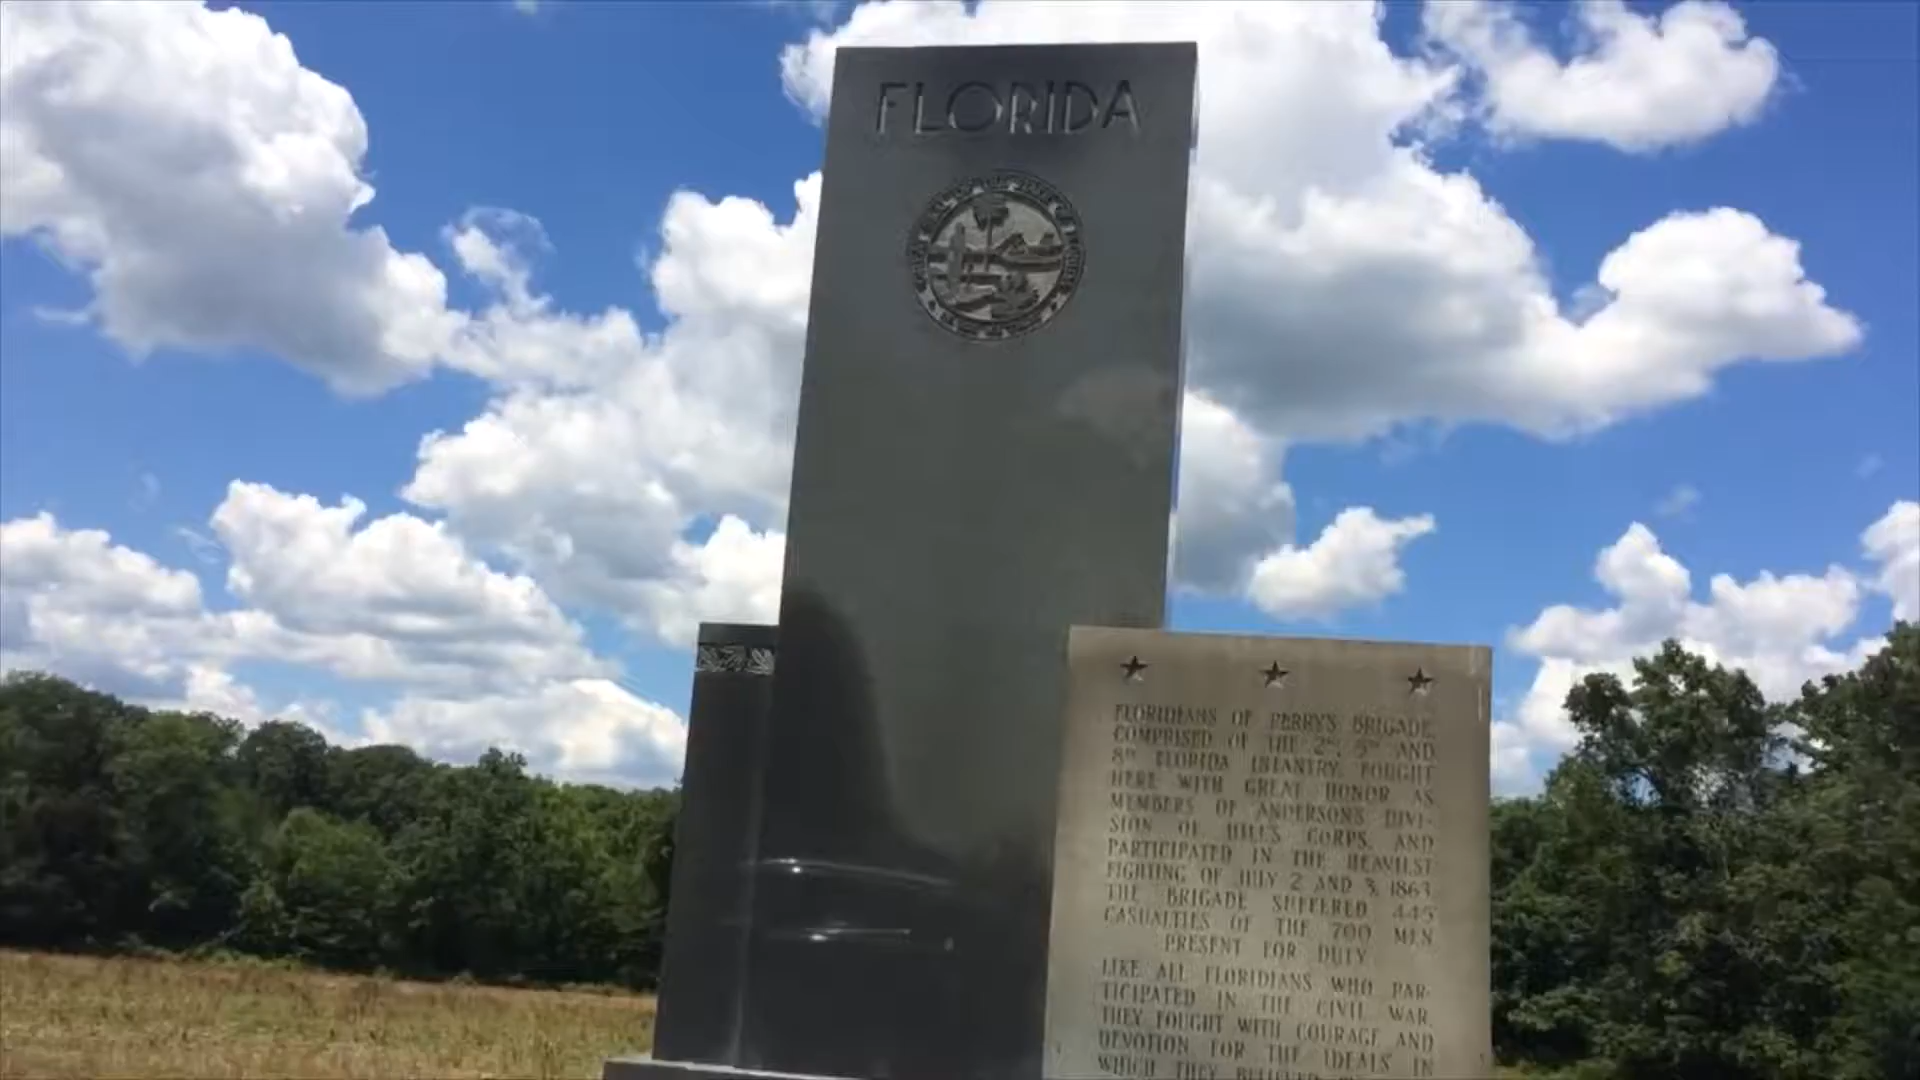 FLORIDA
FLORIDIANS OF PERRY'S BRIGADE,
COMPRISED OF THE 2ND, 5TH AND
8TH FLORIDA INFANTRY, FOUGHT
HERE WITH GREAT HONOR AS
MEMBERS OF ANDERSON'S DIVI-
SION OF HILL'S CORPS, AND
PARTICIPATED IN THE HEAVIEST
FIGHTING OF JULY 2 AND 3, 1863.
THE BRIGADE SUFFERED 445
CASUALTIES OF THE 700 MEN
PRESENT FOR DUTY.
LIKE ALL FLORIDIANS WHO PAR-
TICIPATED IN THE CIVIL WAR,
THEY FOUGHT WITH COURAGE AND
DEVOTION FOR THE IDEALS IN
WHICH THEY BELIEVED